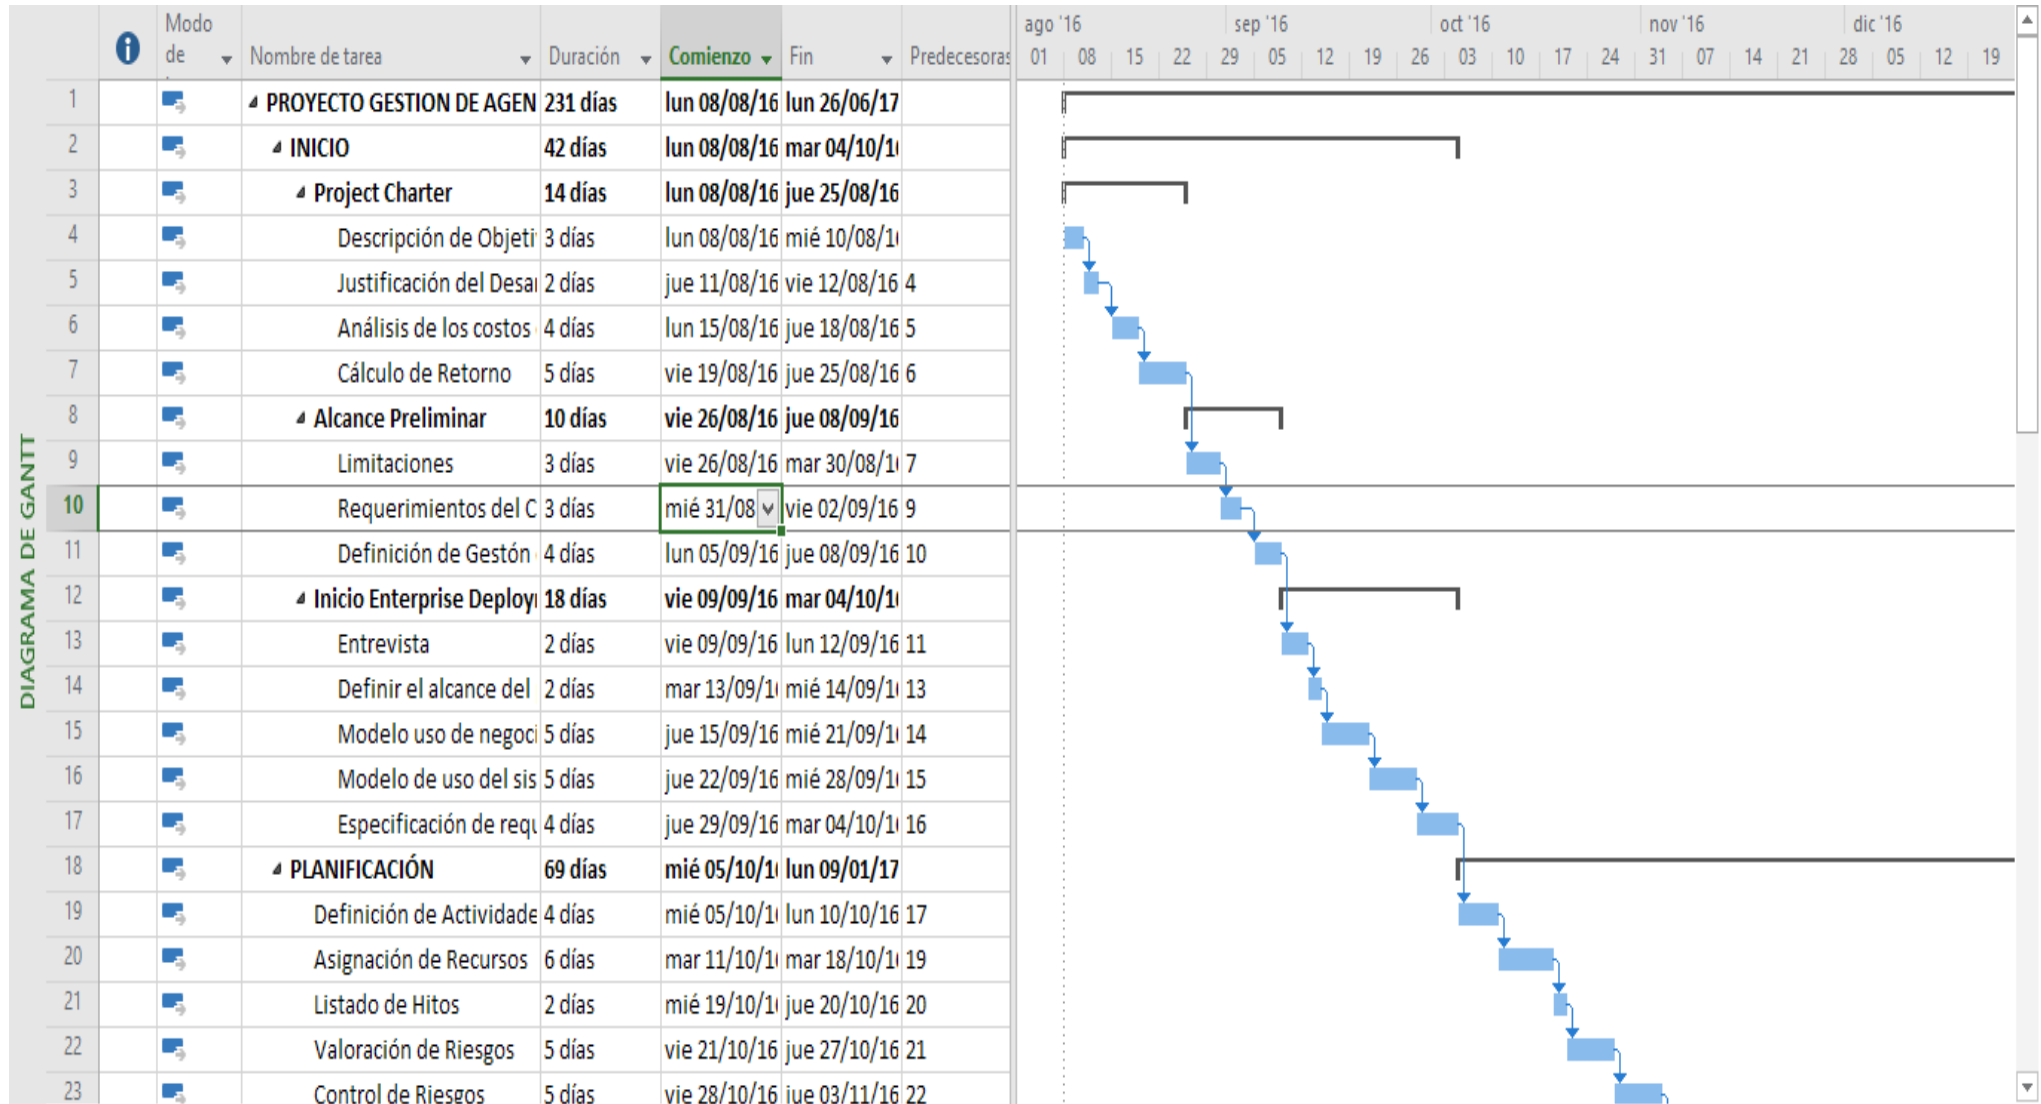 Modo
de
Nombre de tarea Duración Comienzo Fin Predecesoras
ago '16 sep '16 oct '16 nov '16 dic '16
01 08 15 22 29 05 12 19 26 03 10 17 24 31 07 14 21 28 05 12 19
DIAGRAMA DE GANTT
1 PROYECTO GESTION DE AGEN 231 días lun 08/08/16 lun 26/06/17
2 INICIO 42 días lun 08/08/16 mar 04/10/1
3 Project Charter 14 días lun 08/08/16 jue 25/08/16
4 Descripción de Objeti 3 días lun 08/08/16 mié 10/08/1
5 Justificación del Desa 2 días jue 11/08/16 vie 12/08/16 4
6 Análisis de los costos 4 días lun 15/08/16 jue 18/08/16 5
7 Cálculo de Retorno 5 días vie 19/08/16 jue 25/08/16 6
8 Alcance Preliminar 10 días vie 26/08/16 jue 08/09/16
9 Limitaciones 3 días vie 26/08/16 mar 30/08/1 7
10 Requerimientos del C 3 días mié 31/08 vie 02/09/16 9
11 Definición de Gestón 4 días lun 05/09/16 jue 08/09/16 10
12 Inicio Enterprise Deploy 18 días vie 09/09/16 mar 04/10/1
13 Entrevista 2 días vie 09/09/16 lun 12/09/16 11
14 Definir el alcance del 2 días mar 13/09/1 mié 14/09/1 13
15 Modelo uso de negoci 5 días jue 15/09/16 mié 21/09/1 14
16 Modelo de uso del sis 5 días jue 22/09/16 mié 28/09/1 15
17 Especificación de requ 4 días jue 29/09/16 mar 04/10/1 16
18 PLANIFICACIÓN 69 días mié 05/10/1 lun 09/01/17
19 Definición de Actividade 4 días mié 05/10/1 lun 10/10/16 17
20 Asignación de Recursos 6 días mar 11/10/1 mar 18/10/1 19
21 Listado de Hitos 2 días mié 19/10/1 jue 20/10/16 20
22 Valoración de Riesgos 5 días vie 21/10/16 jue 27/10/16 21
23 Control de Riesgos 5 días vie 28/10/16 jue 03/11/16 22